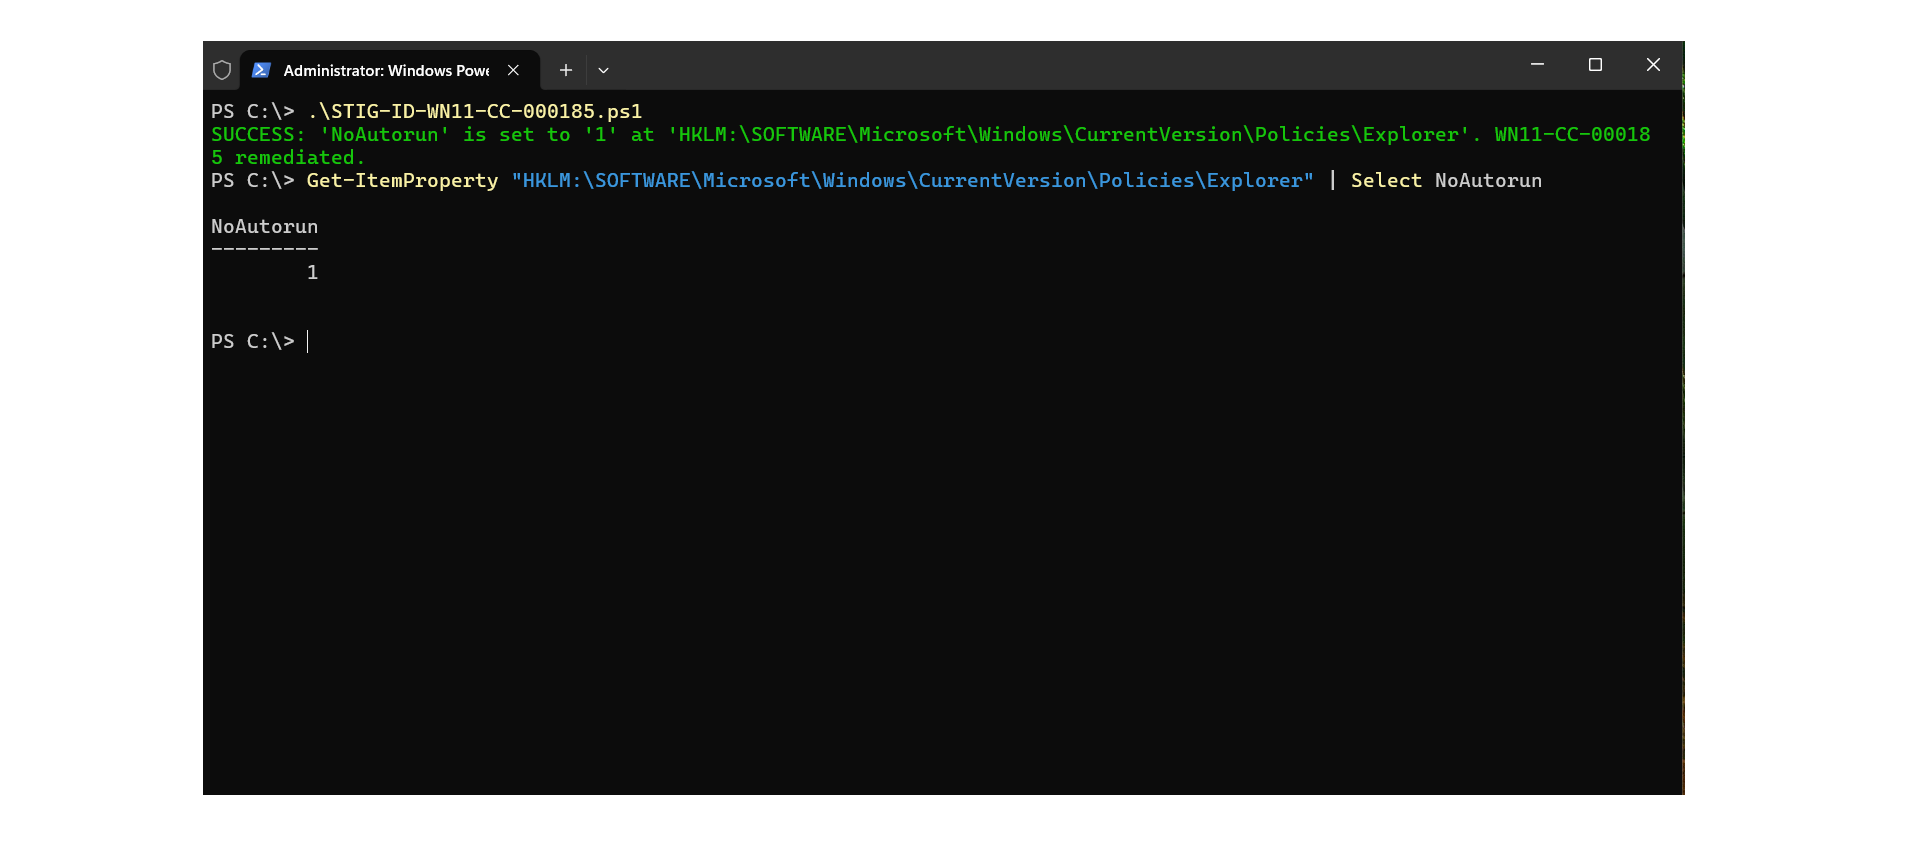 Administrator: Windows Powe
PS C:\> .\STIG-ID-WN11-CC-000185.ps1
SUCCESS: 'NoAutorun' is set to '1' at 'HKLM:\SOFTWARE\Microsoft\Windows\CurrentVersion\Policies\Explorer'. WN11-CC-00018
5 remediated.
PS C:\> Get-ItemProperty "HKLM:\SOFTWARE\Microsoft\Windows\CurrentVersion\Policies\Explorer" | Select NoAutorun
NoAutorun
---------
1
PS C:\>